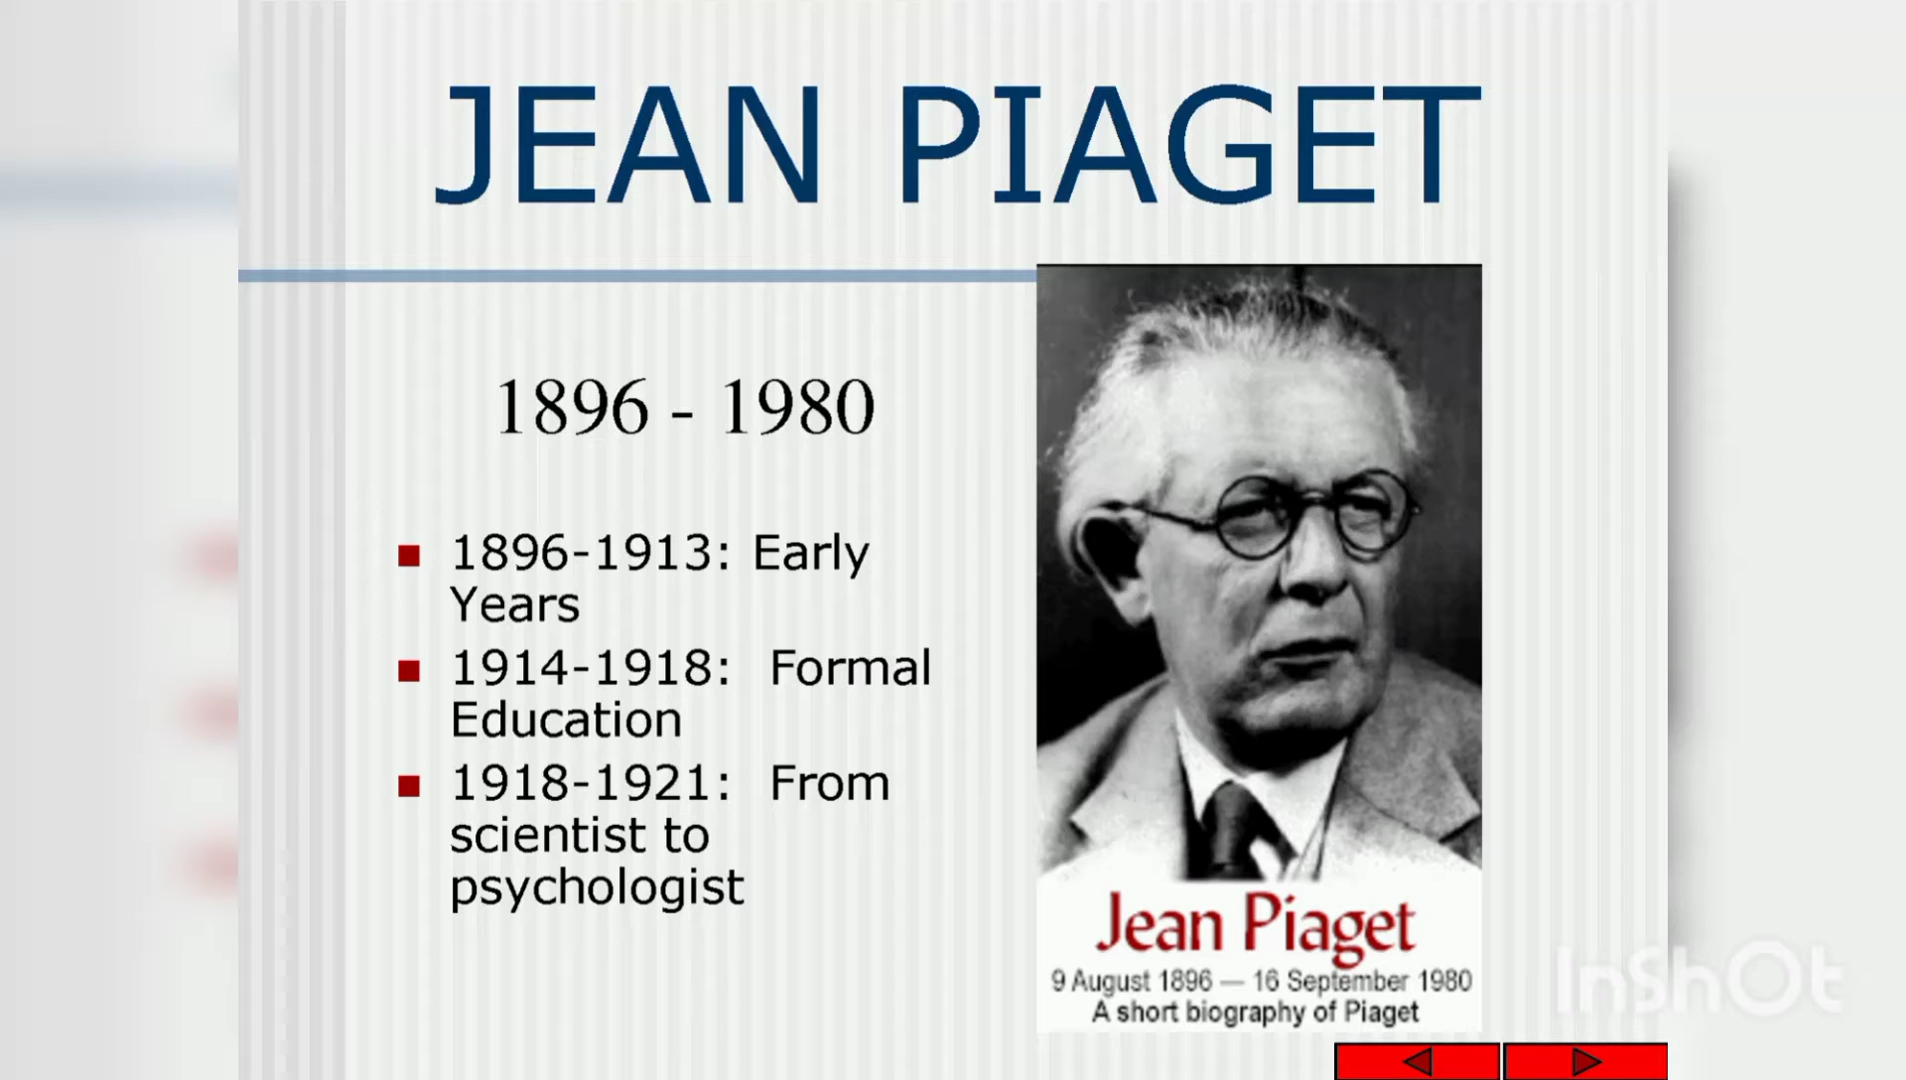 JEAN PIAGET
1896 - 1980
1896-1913: Early
Years
1914-1918: Formal
Education
1918-1921: From
scientist to
psychologist
Jean Piaget
9 August 1896 — 16 September 1980
A short biography of Piaget
InShOt